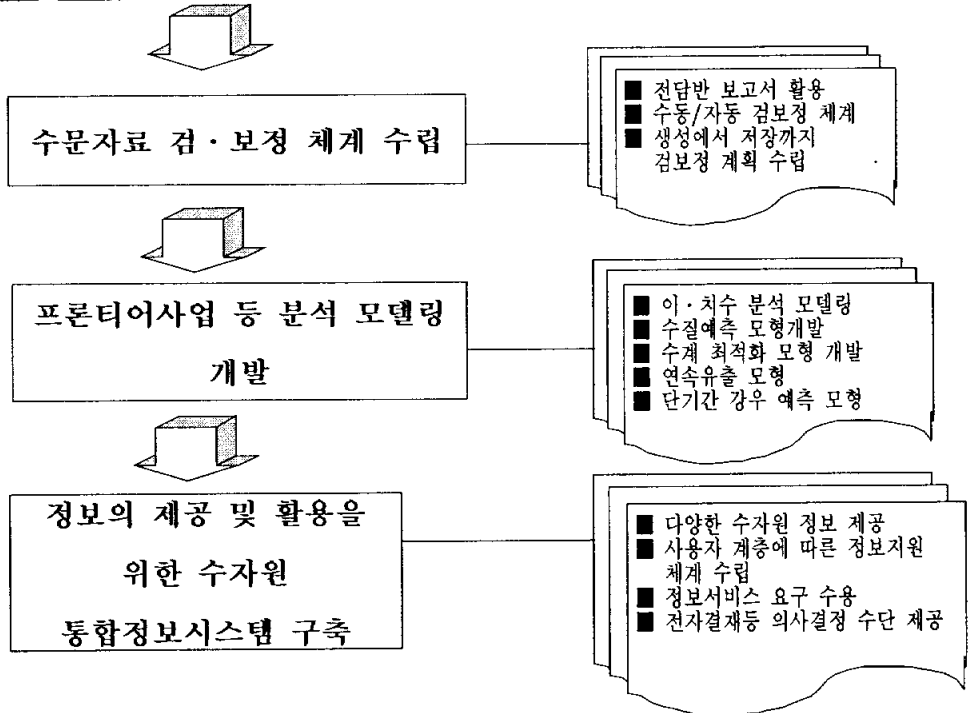 수문자료 검·보정 체계 수립
■ 전담반 보고서 활용
■ 수동/자동 검보정 체계
■ 생성에서 저장까지
검보정 계획 수립
프론티어사업 등 분석 모델링
개발
■ 이·치수 분석 모델링
■ 수질예측 모형개발
■ 수계 최적화 모형 개발
■ 연속유출 모형
■ 단기간 강우 예측 모형
정보의 제공 및 활용을
위한 수자원
통합정보시스템 구축
■ 다양한 수자원 정보 제공
■ 사용자 계층에 따른 정보지원
체계 수립
■ 정보서비스 요구 수용
■ 전자결재등 의사결정 수단 제공